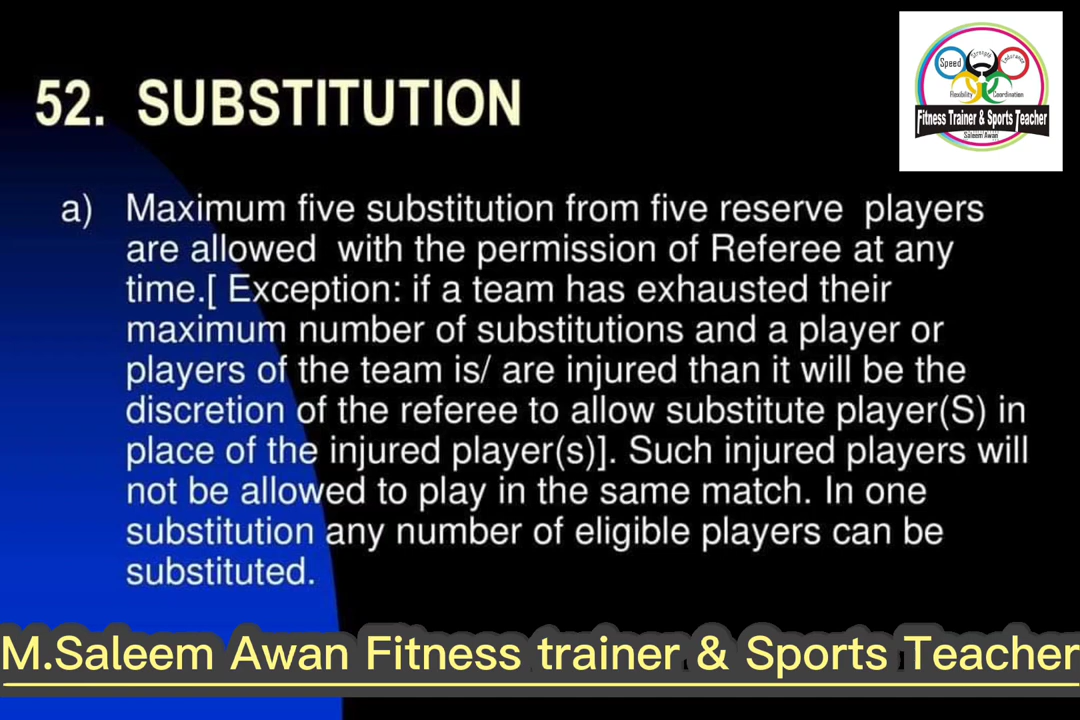 52. SUBSTITUTION
Speed
Strength
Endurance
Flexibility
Coordination
Fitness Trainer & Sports Teacher
Saleem Awan
a) Maximum five substitution from five reserve players
are allowed with the permission of Referee at any
time.[ Exception: if a team has exhausted their
maximum number of substitutions and a player or
players of the team is/ are injured than it will be the
discretion of the referee to allow substitute player(S) in
place of the injured player(s)]. Such injured players will
not be allowed to play in the same match. In one
substitution any number of eligible players can be
substituted.
M.Saleem Awan Fitness trainer & Sports Teacher